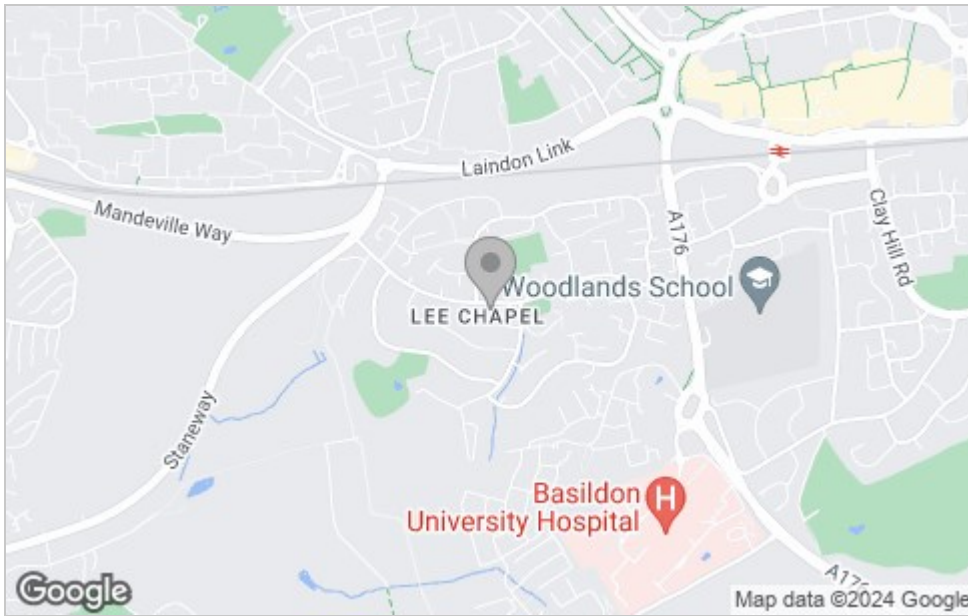 Laindon Link
Mandeville Way
A176
Clay Hill Rd
Woodlands School
LEE CHAPEL
Staneway
Basildon
University Hospital
H
A176
Google
Map data ©2024 Google